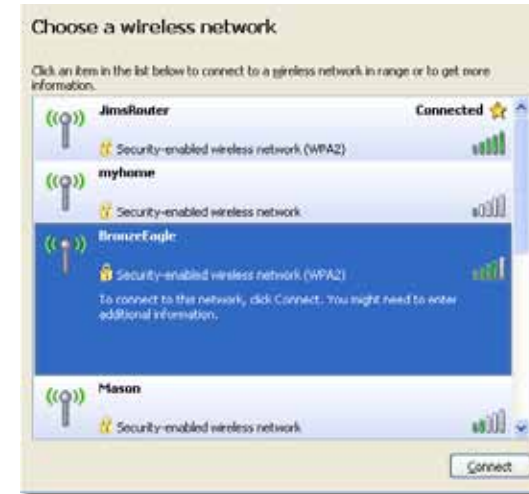 Choose a wireless network
Click an item in the list below to connect to a wireless network in range or to get more
information.
JimsRouter Connected
Security-enabled wireless network (WPA2)
myhome
Security-enabled wireless network
BronzeEagle
Security-enabled wireless network (WPA2)
To connect to this network, click Connect. You might need to enter
additional information.
Mason
Security-enabled wireless network
Connect